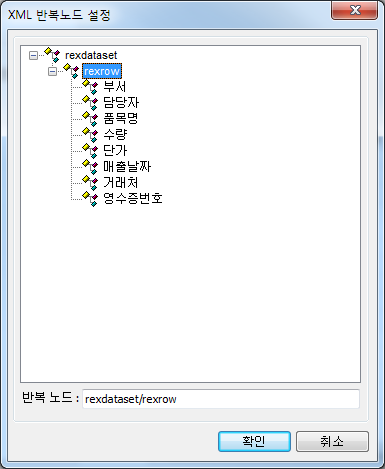 XML 반복노드 설정
rexdataset
rexrow
부서
담당자
품목명
수량
단가
매출날짜
거래처
영수증번호
반복 노드 : rexdataset/rexrow
확인 취소